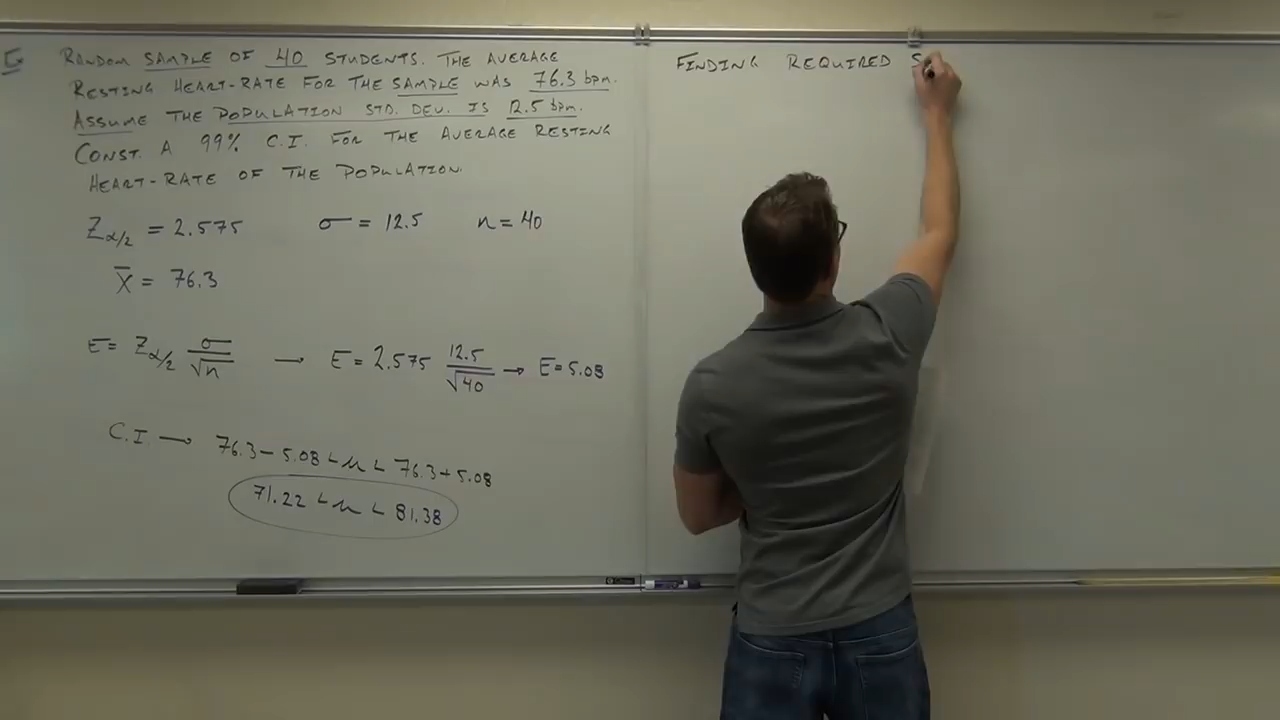 Ex RANDOM SAMPLE OF 40 STUDENTS. THE AVERAGE
RESTING HEART-RATE FOR THE SAMPLE WAS 76.3 bpm.
ASSUME THE POPULATION STD. DEV. IS 12.5 bpm.
CONST. A 99% C.I. FOR THE AVERAGE RESTING
HEART-RATE OF THE POPULATION.
Zα/2 = 2.575 σ = 12.5 n = 40
x̄ = 76.3
E = Zα/2 σ/√n → E = 2.575 12.5/√40 → E = 5.08
C.I. → 76.3 - 5.08 < μ < 76.3 + 5.08
71.22 < μ < 81.38
FINDING REQUIRED S